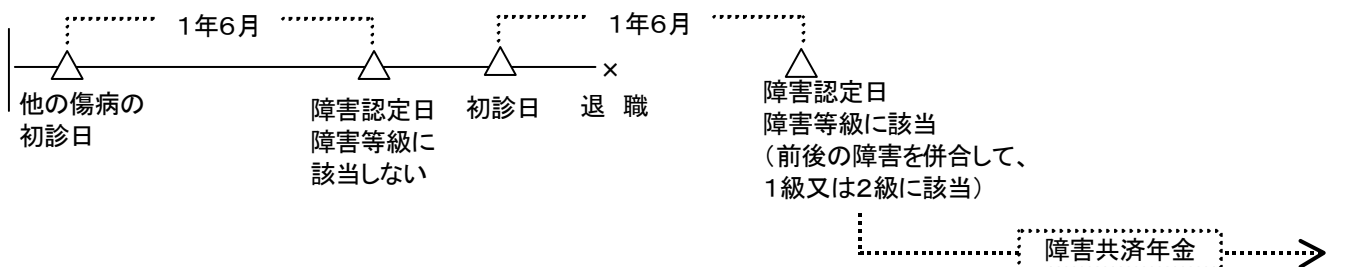 1年6月
1年6月
×
他の傷病の
初診日
障害認定日
障害等級に
該当しない
初診日
退 職
障害認定日
障害等級に該当
(前後の障害を併合して、
1級又は2級に該当)
障害共済年金